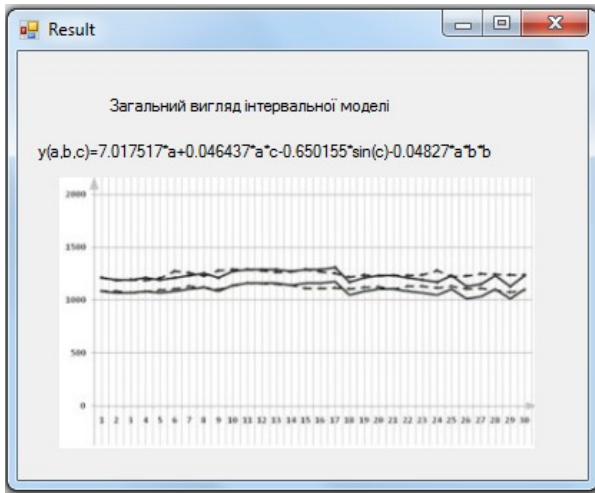 Result
Загальний вигляд інтервальної моделі
y(a,b,c)=7.017517*a+0.046437*a*c-0.650155*sin(c)-0.04827*a*b*b
2000
1500
1000
500
0
1 2 3 4 5 6 7 8 9 10 11 12 13 14 15 16 17 18 19 20 21 22 23 24 25 26 27 28 29 30